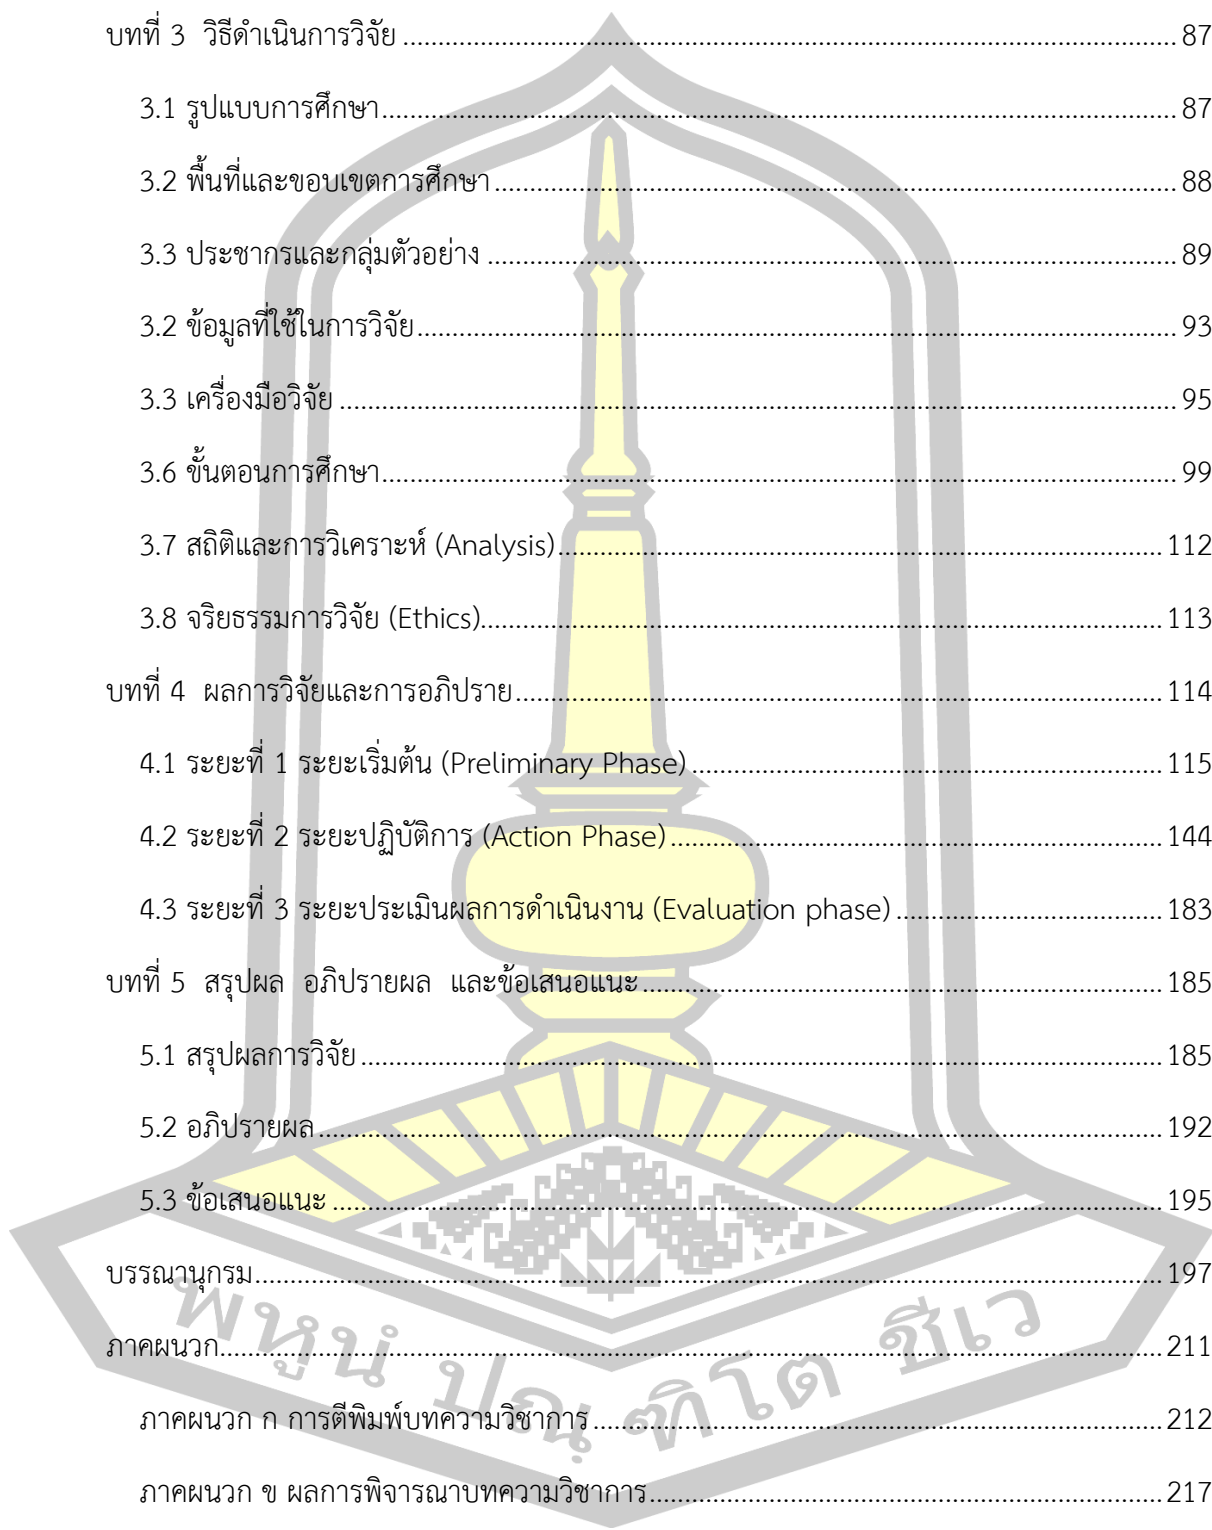 บทที่ 3  วิธีดำเนินการวิจัย ........ 87
3.1 รูปแบบการศึกษา ........ 87
3.2 พื้นที่และขอบเขตการศึกษา ........ 88
3.3 ประชากรและกลุ่มตัวอย่าง ........ 89
3.2 ข้อมูลที่ใช้ในการวิจัย ........ 93
3.3 เครื่องมือวิจัย ........ 95
3.6 ขั้นตอนการศึกษา ........ 99
3.7 สถิติและการวิเคราะห์ (Analysis) ........ 112
3.8 จริยธรรมการวิจัย (Ethics) ........ 113
บทที่ 4  ผลการวิจัยและการอภิปราย ........ 114
4.1 ระยะที่ 1 ระยะเริ่มต้น (Preliminary Phase) ........ 115
4.2 ระยะที่ 2 ระยะปฏิบัติการ (Action Phase) ........ 144
4.3 ระยะที่ 3 ระยะประเมินผลการดำเนินงาน (Evaluation phase) ........ 183
บทที่ 5  สรุปผล  อภิปรายผล  และข้อเสนอแนะ ........ 185
5.1 สรุปผลการวิจัย ........ 185
5.2 อภิปรายผล ........ 192
5.3 ข้อเสนอแนะ ........ 195
บรรณานุกรม ........ 197
ภาคผนวก ........ 211
ภาคผนวก ก การตีพิมพ์บทความวิชาการ ........ 212
ภาคผนวก ข ผลการพิจารณาบทความวิชาการ ........ 217
พหูนํ ปณฺฑิโต ชีเว